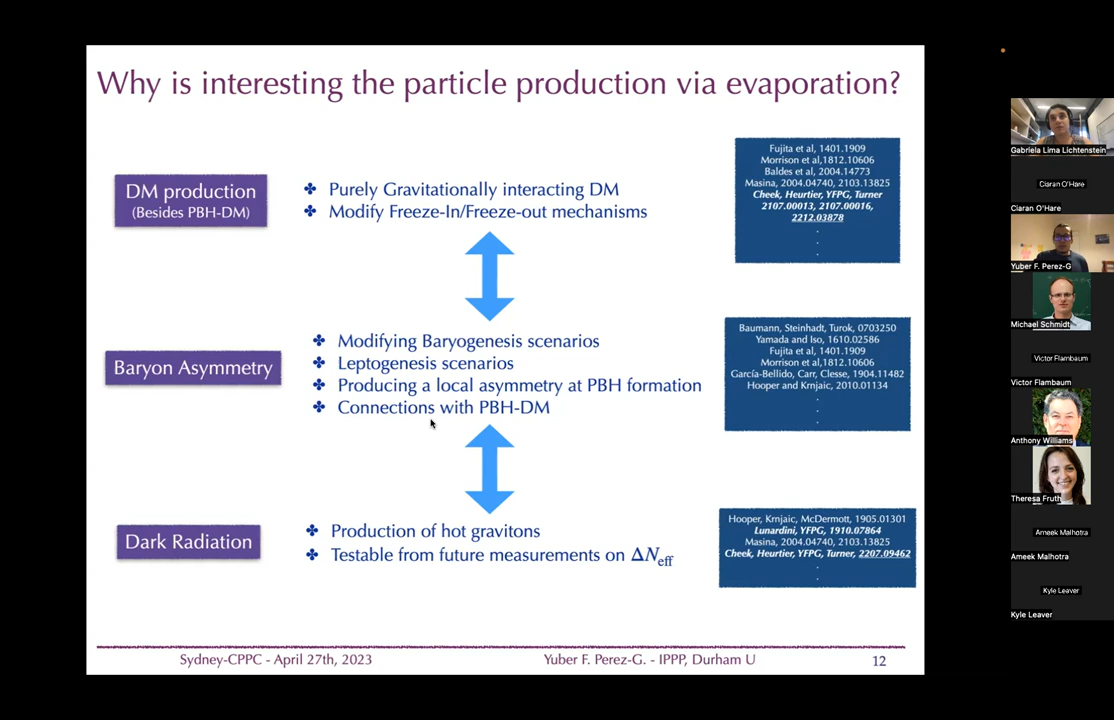 Why is interesting the particle production via evaporation?
DM production
(Besides PBH-DM)
✤ Purely Gravitationally interacting DM
✤ Modify Freeze-In/Freeze-out mechanisms
Fujita et al, 1401.1909
Morrison et al,1812.10606
Baldes et al, 2004.14773
Masina, 2004.04740, 2103.13825
Cheek, Heurtier, YFPG, Turner
2107.00013, 2107.00016,
2212.03878
.
.
.
Baryon Asymmetry
✤ Modifying Baryogenesis scenarios
✤ Leptogenesis scenarios
✤ Producing a local asymmetry at PBH formation
✤ Connections with PBH-DM
Baumann, Steinhadt, Turok, 0703250
Yamada and Iso, 1610.02586
Fujita et al, 1401.1909
Morrison et al, 1812.10606
García-Bellido, Carr, Clesse, 1904.11482
Hooper and Krnjaic, 2010.01134
.
.
.
Dark Radiation
✤ Production of hot gravitons
✤ Testable from future measurements on ΔNeff
Hooper, Krnjaic, McDermott, 1905.01301
Lunardini, YFPG, 1910.07864
Masina, 2004.04740, 2103.13825
Cheek, Heurtier, YFPG, Turner, 2207.09462
.
.
Sydney-CPPC - April 27th, 2023
Yuber F. Perez-G. - IPPP, Durham U
12
Gabriela Lima Lichtenstein
Ciaran O'Hare
Ciaran O'Hare
Yuber F. Perez-G
Michael Schmidt
Victor Flambaum
Victor Flambaum
Anthony Williams
Theresa Fruth
Ameek Malhotra
Ameek Malhotra
Kyle Leaver
Kyle Leaver